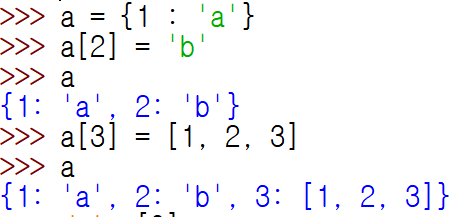 >>> a = {1 : 'a'}
>>> a[2] = 'b'
>>> a
{1: 'a', 2: 'b'}
>>> a[3] = [1, 2, 3]
>>> a
{1: 'a', 2: 'b', 3: [1, 2, 3]}